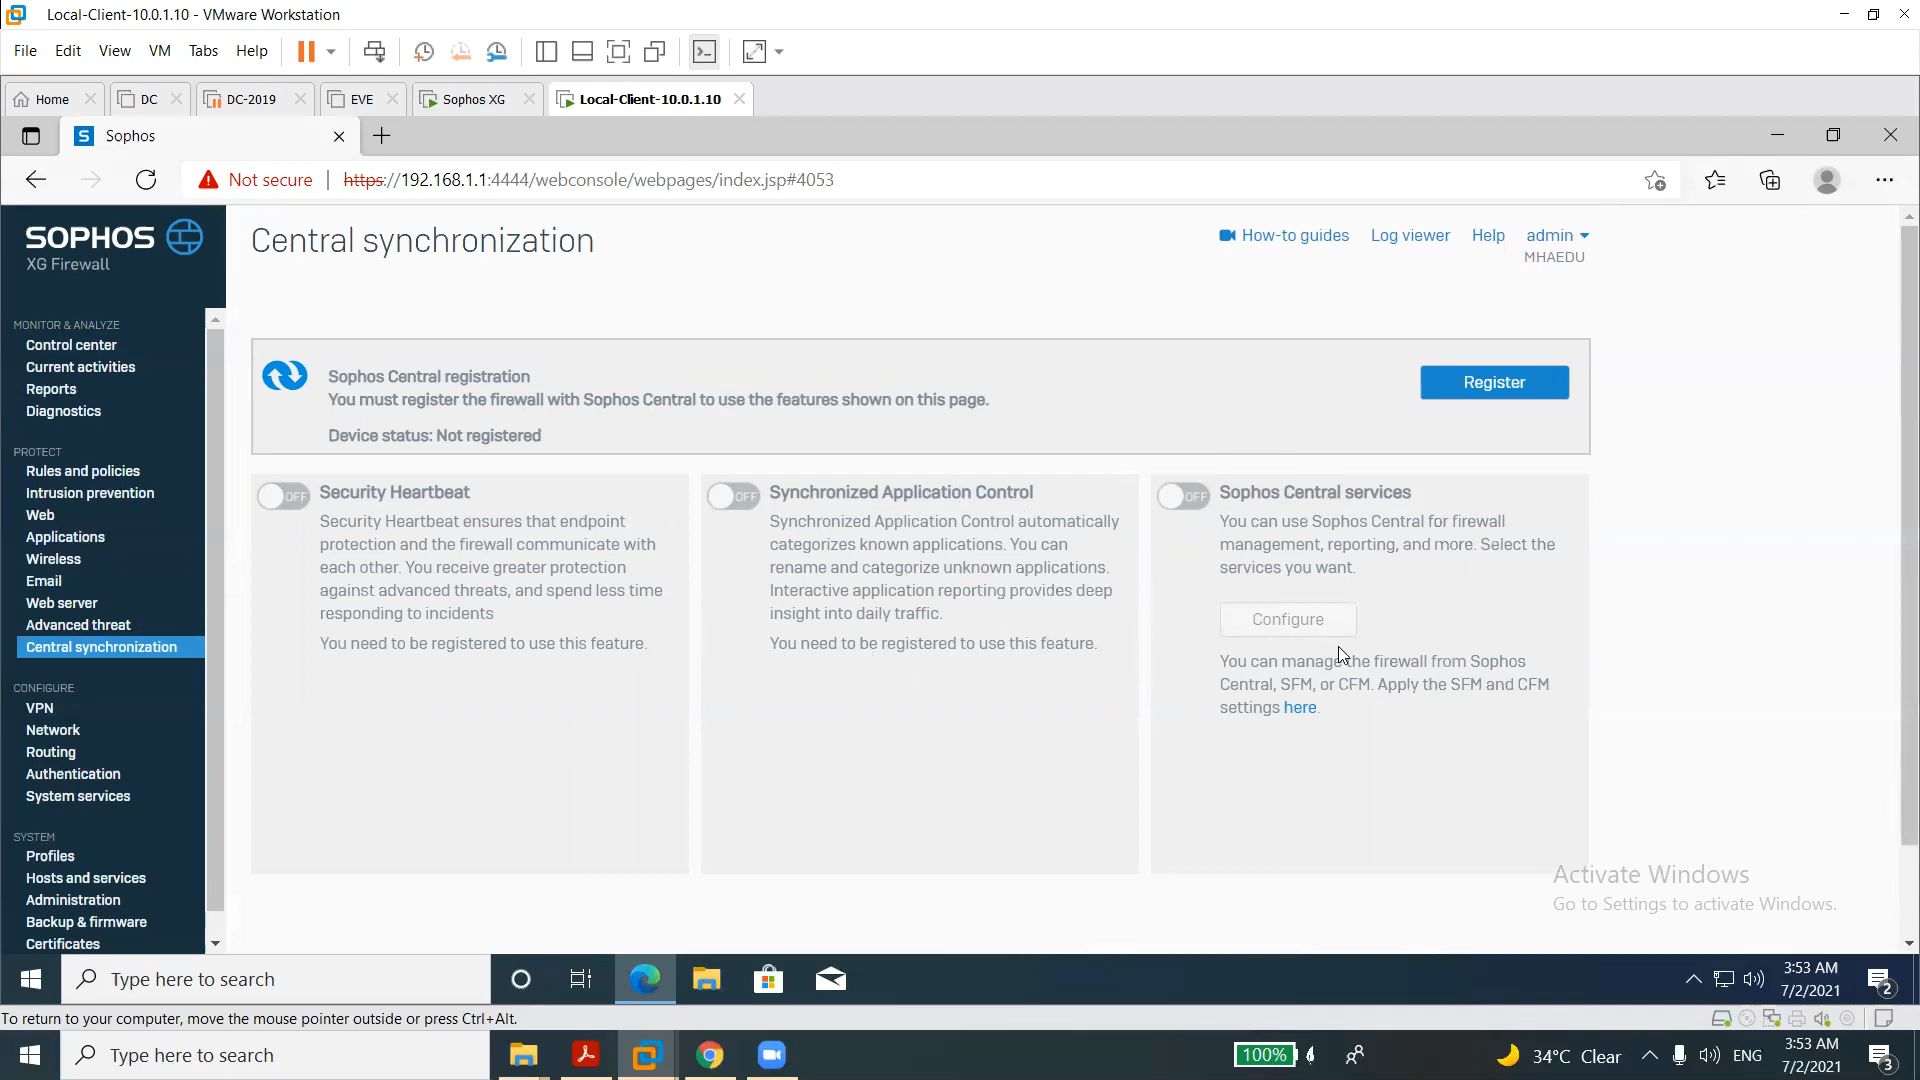 Local-Client-10.0.1.10 - VMware Workstation
File Edit View VM Tabs Help
Home DC DC-2019 EVE Sophos XG Local-Client-10.0.1.10
S Sophos
Not secure https://192.168.1.1:4444/webconsole/webpages/index.jsp#4053
SOPHOS
XG Firewall
Central synchronization
How-to guides Log viewer Help admin
MHAEDU
MONITOR & ANALYZE
Control center
Current activities
Reports
Diagnostics
PROTECT
Rules and policies
Intrusion prevention
Web
Applications
Wireless
Email
Web server
Advanced threat
Central synchronization
CONFIGURE
VPN
Network
Routing
Authentication
System services
SYSTEM
Profiles
Hosts and services
Administration
Backup & firmware
Certificates
Sophos Central registration
You must register the firewall with Sophos Central to use the features shown on this page.
Device status: Not registered
Register
OFF Security Heartbeat
Security Heartbeat ensures that endpoint
protection and the firewall communicate with
each other. You receive greater protection
against advanced threats, and spend less time
responding to incidents
You need to be registered to use this feature.
OFF Synchronized Application Control
Synchronized Application Control automatically
categorizes known applications. You can
rename and categorize unknown applications.
Interactive application reporting provides deep
insight into daily traffic.
You need to be registered to use this feature.
OFF Sophos Central services
You can use Sophos Central for firewall
management, reporting, and more. Select the
services you want.
Configure
You can manage the firewall from Sophos
Central, SFM, or CFM. Apply the SFM and CFM
settings here.
Activate Windows
Go to Settings to activate Windows.
Type here to search
3:53 AM
7/2/2021
2
To return to your computer, move the mouse pointer outside or press Ctrl+Alt.
Type here to search
100%
34°C Clear
ENG
3:53 AM
7/2/2021
3